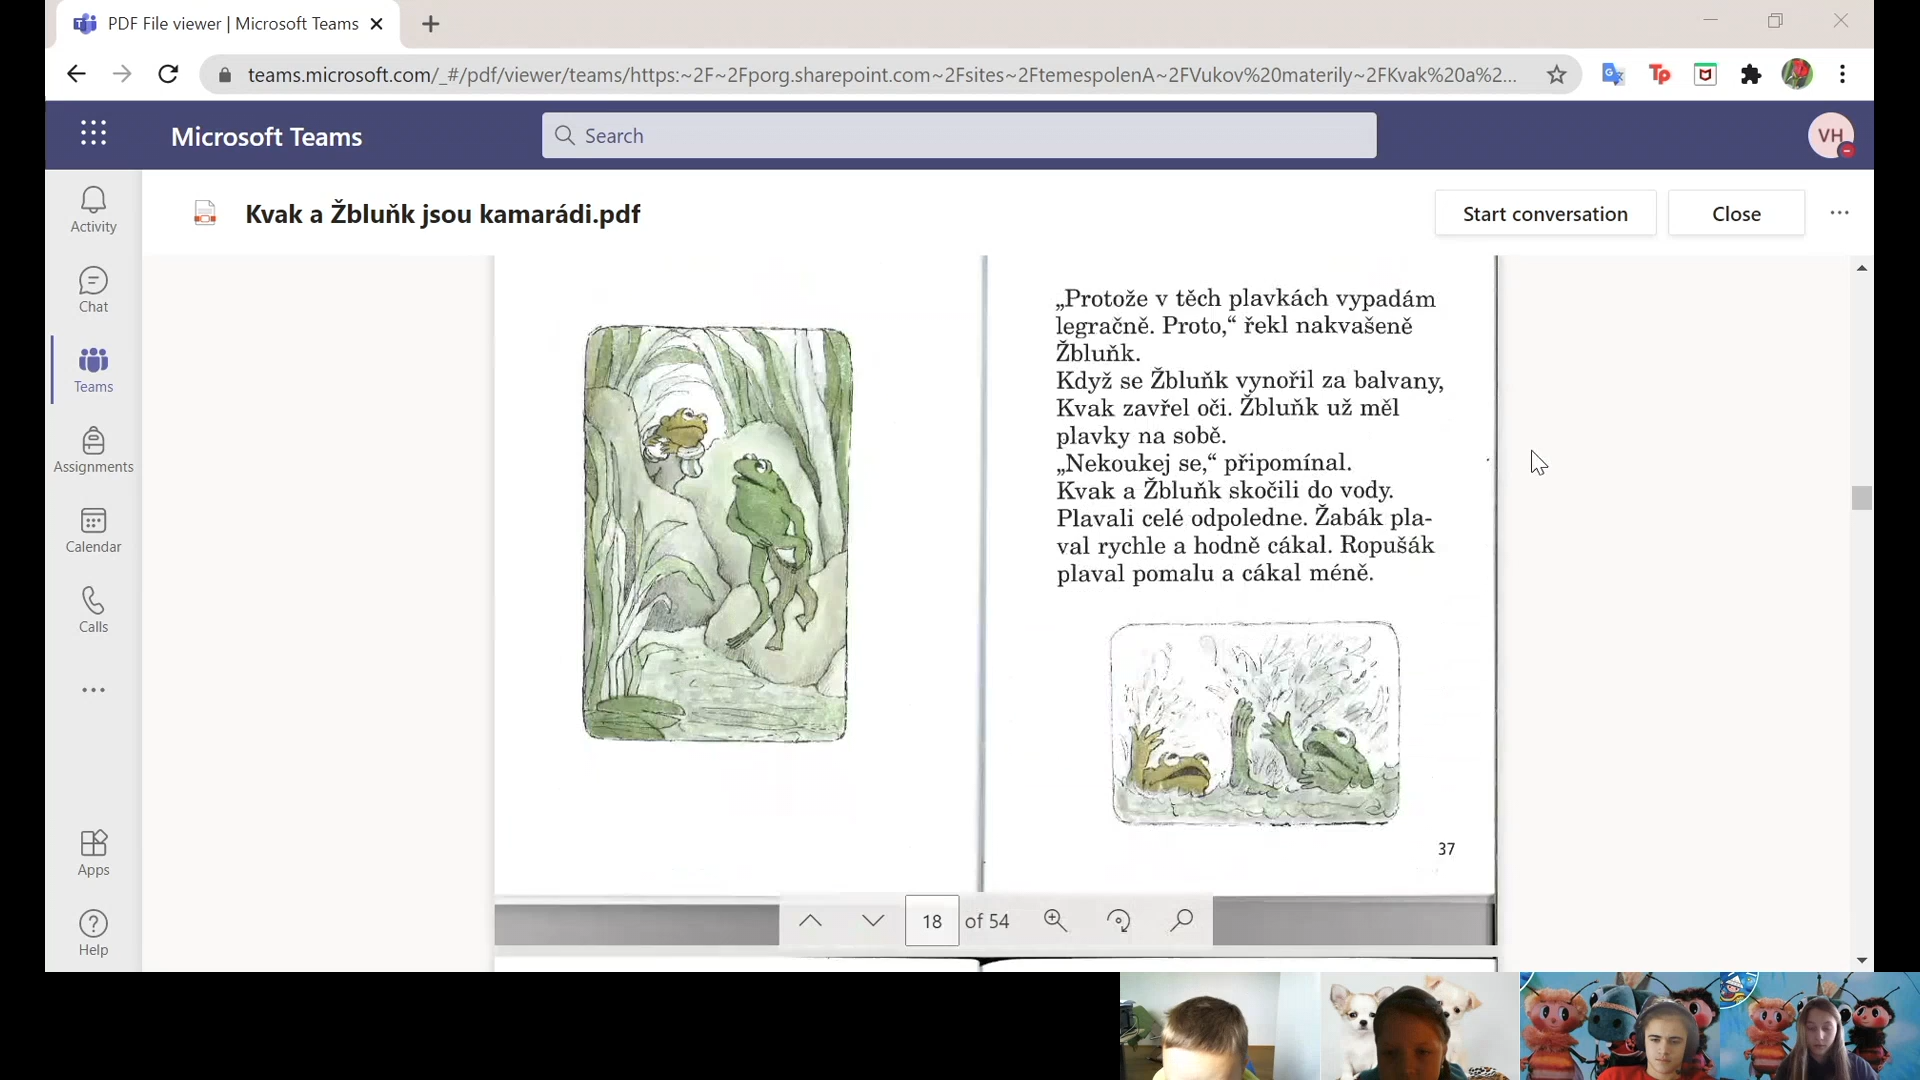 PDF File viewer | Microsoft Teams
teams.microsoft.com/_#/pdf/viewer/teams/https:~2F~2Fporg.sharepoint.com~2Fsites~2FtemespolenA~2FVukov%20materily~2FKvak%20a%2...
Microsoft Teams
Search
VH
Activity
Chat
Teams
Assignments
Calendar
Calls
Apps
Help
Kvak a Žbluňk jsou kamarádi.pdf
Start conversation
Close
„Protože v těch plavkách vypadám
legračně. Proto,“ řekl nakvašeně
Žbluňk.
Když se Žbluňk vynořil za balvany,
Kvak zavřel oči. Žbluňk už měl
plavky na sobě.
„Nekoukej se,“ připomínal.
Kvak a Žbluňk skočili do vody.
Plavali celé odpoledne. Žabák pla-
val rychle a hodně cákal. Ropušák
plaval pomalu a cákal méně.
37
18 of 54